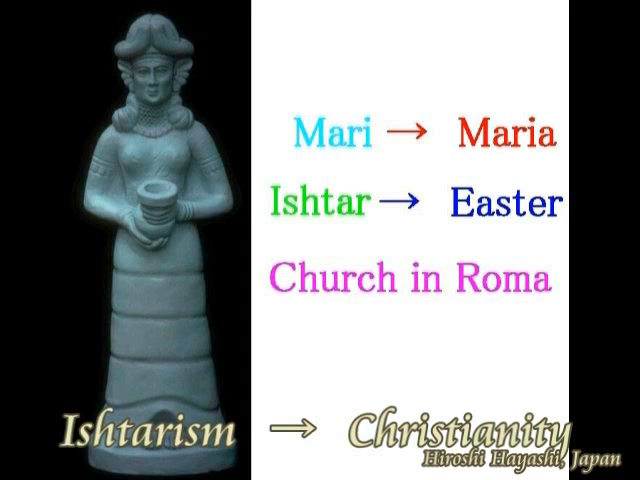 Mari → Maria
Ishtar → Easter
Church in Roma
Ishtarism → Christianity
Hiroshi Hayashi, Japan